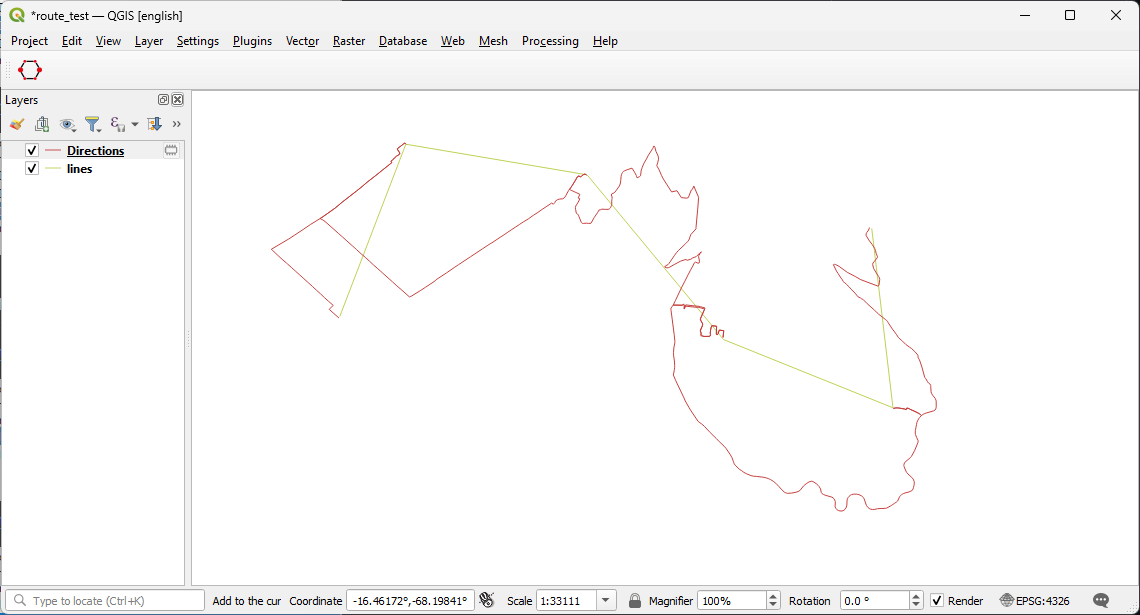 *route_test — QGIS [english]
Project Edit View Layer Settings Plugins Vector Raster Database Web Mesh Processing Help
Layers
Directions
lines
Type to locate (Ctrl+K) Add to the cur Coordinate -16.46172°,-68.19841° Scale 1:33111 Magnifier 100% Rotation 0.0 ° Render EPSG:4326